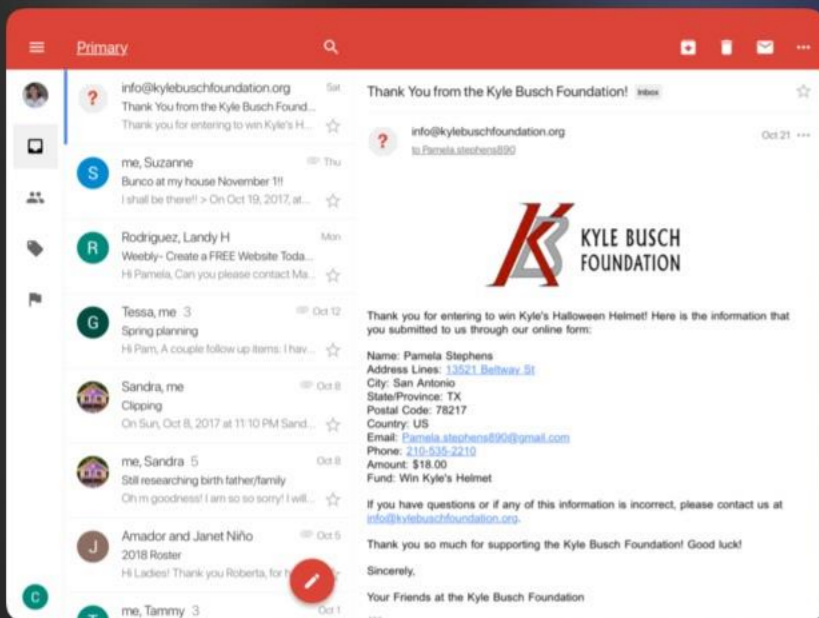 Primary
info@kylebuschfoundation.org Sat
Thank You from the Kyle Busch Found...
Thank you for entering to win Kyle's H...
S
me, Suzanne Thu
Bunco at my house November 1!!
I shall be there!! > On Oct 19, 2017, at...
R
Rodriguez, Landy H Mon
Weebly- Create a FREE Website Toda...
Hi Pamela, Can you please contact Ma...
G
Tessa, me 3 Oct 12
Spring planning
Hi Pam, A couple follow up items: I hav...
Sandra, me Oct 8
Clipping
On Sun, Oct 8, 2017 at 11:10 PM Sand...
me, Sandra 5 Oct 8
Still researching birth father/family
Oh m goodness! I am so so sorry! I will...
J
Amador and Janet Niño Oct 5
2018 Roster
Hi Ladies! Thank you Roberta, for
me, Tammy 3 Oct 1
C
Thank You from the Kyle Busch Foundation! Inbox
?
info@kylebuschfoundation.org Oct 21
to Pamela.stephens890
KB
KYLE BUSCH
FOUNDATION
Thank you for entering to win Kyle's Halloween Helmet! Here is the information that
you submitted to us through our online form:
Name: Pamela Stephens
Address Lines: 13521 Beltway St
City: San Antonio
State/Province: TX
Postal Code: 78217
Country: US
Email: Pamela.stephens890@gmail.com
Phone: 210-535-2210
Amount: $18.00
Fund: Win Kyle's Helmet
If you have questions or if any of this information is incorrect, please contact us at
info@kylebuschfoundation.org.
Thank you so much for supporting the Kyle Busch Foundation! Good luck!
Sincerely,
Your Friends at the Kyle Busch Foundation